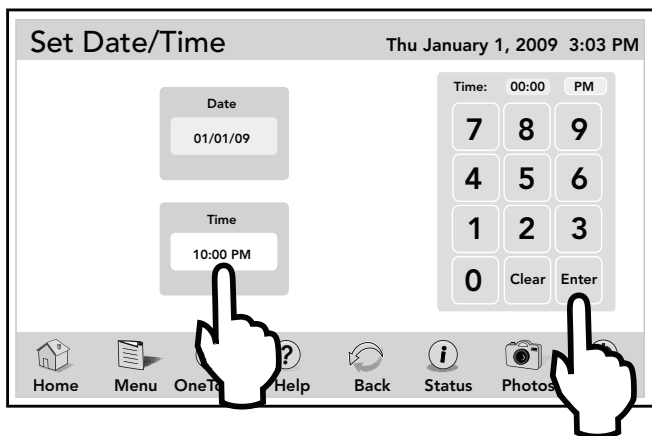 Set Date/Time
Thu January 1, 2009 3:03 PM
Date
01/01/09
Time
10:00 PM
Time: 00:00 PM
7 8 9
4 5 6
1 2 3
0 Clear Enter
? i
Home Menu Help Back Status Photos